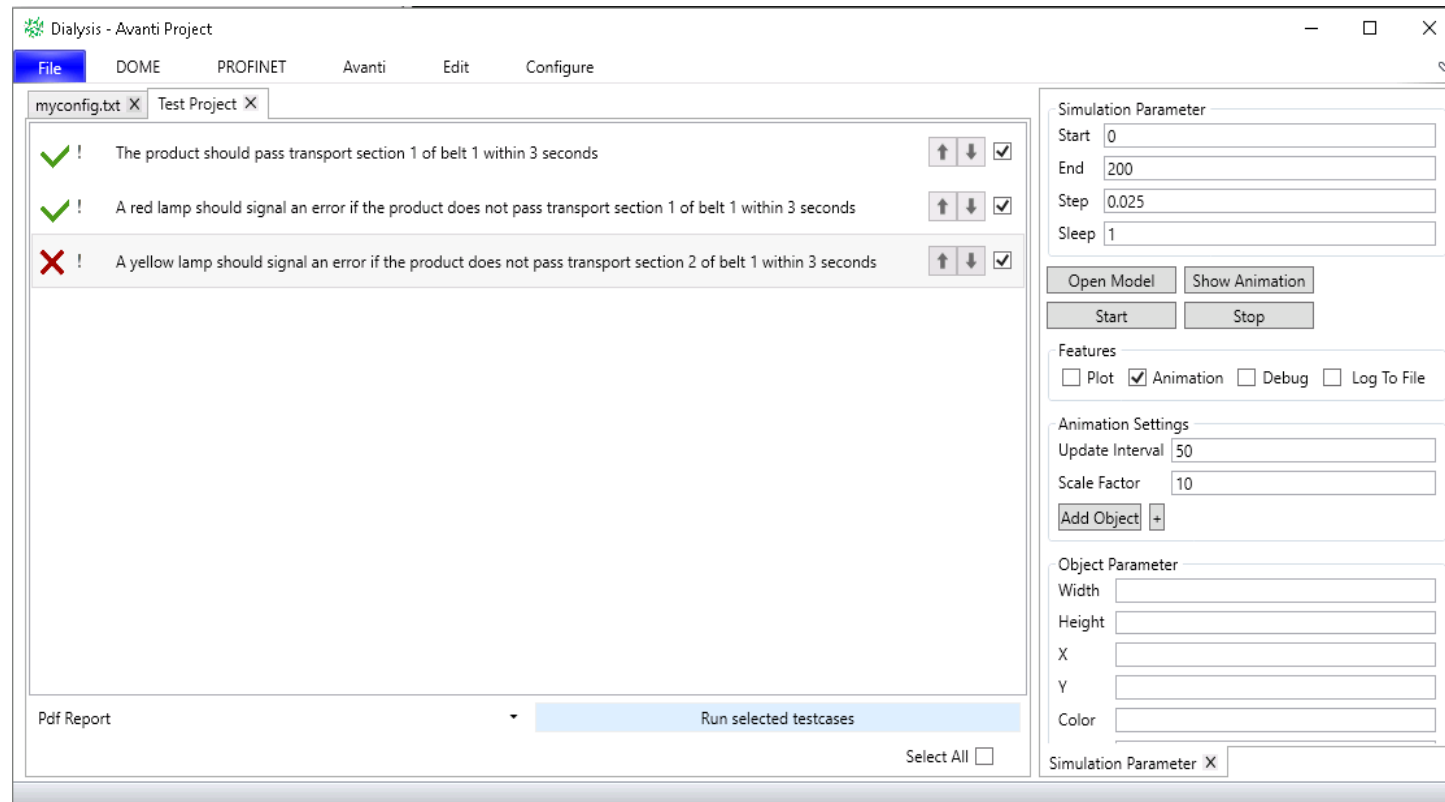 Dialysis - Avanti Project
File DOME PROFINET Avanti Edit Configure
myconfig.txt X Test Project X
! The product should pass transport section 1 of belt 1 within 3 seconds
! A red lamp should signal an error if the product does not pass transport section 1 of belt 1 within 3 seconds
! A yellow lamp should signal an error if the product does not pass transport section 2 of belt 1 within 3 seconds
Pdf Report
Run selected testcases
Select All
Simulation Parameter
Start 0
End 200
Step 0.025
Sleep 1
Open Model Show Animation
Start Stop
Features
Plot Animation Debug Log To File
Animation Settings
Update Interval 50
Scale Factor 10
Add Object +
Object Parameter
Width
Height
X
Y
Color
Simulation Parameter X